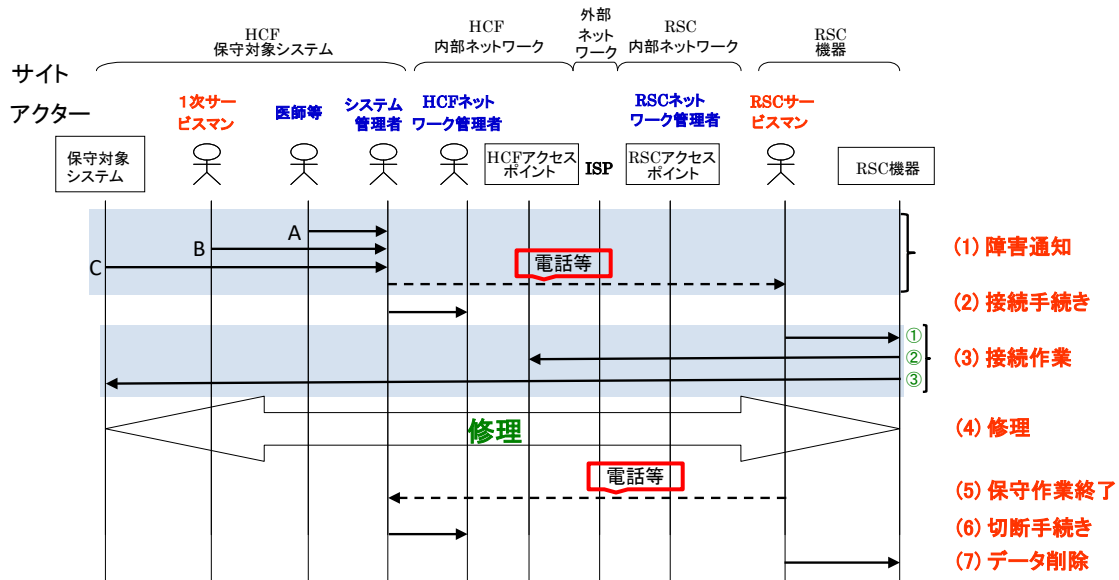 HCF
保守対象システム
HCF
内部ネットワーク
外部
ネット
ワーク
RSC
内部ネットワーク
RSC
機器
サイト
アクター
1次サー
ビスマン
医師等
システム
管理者
HCFネット
ワーク管理者
RSCネット
ワーク管理者
RSCサー
ビスマン
保守対象
システム
HCFアクセス
ポイント
ISP
RSCアクセス
ポイント
RSC機器
A
B
C
電話等
(1) 障害通知
(2) 接続手続き
①
②
③
(3) 接続作業
修理
(4) 修理
電話等
(5) 保守作業終了
(6) 切断手続き
(7) データ削除